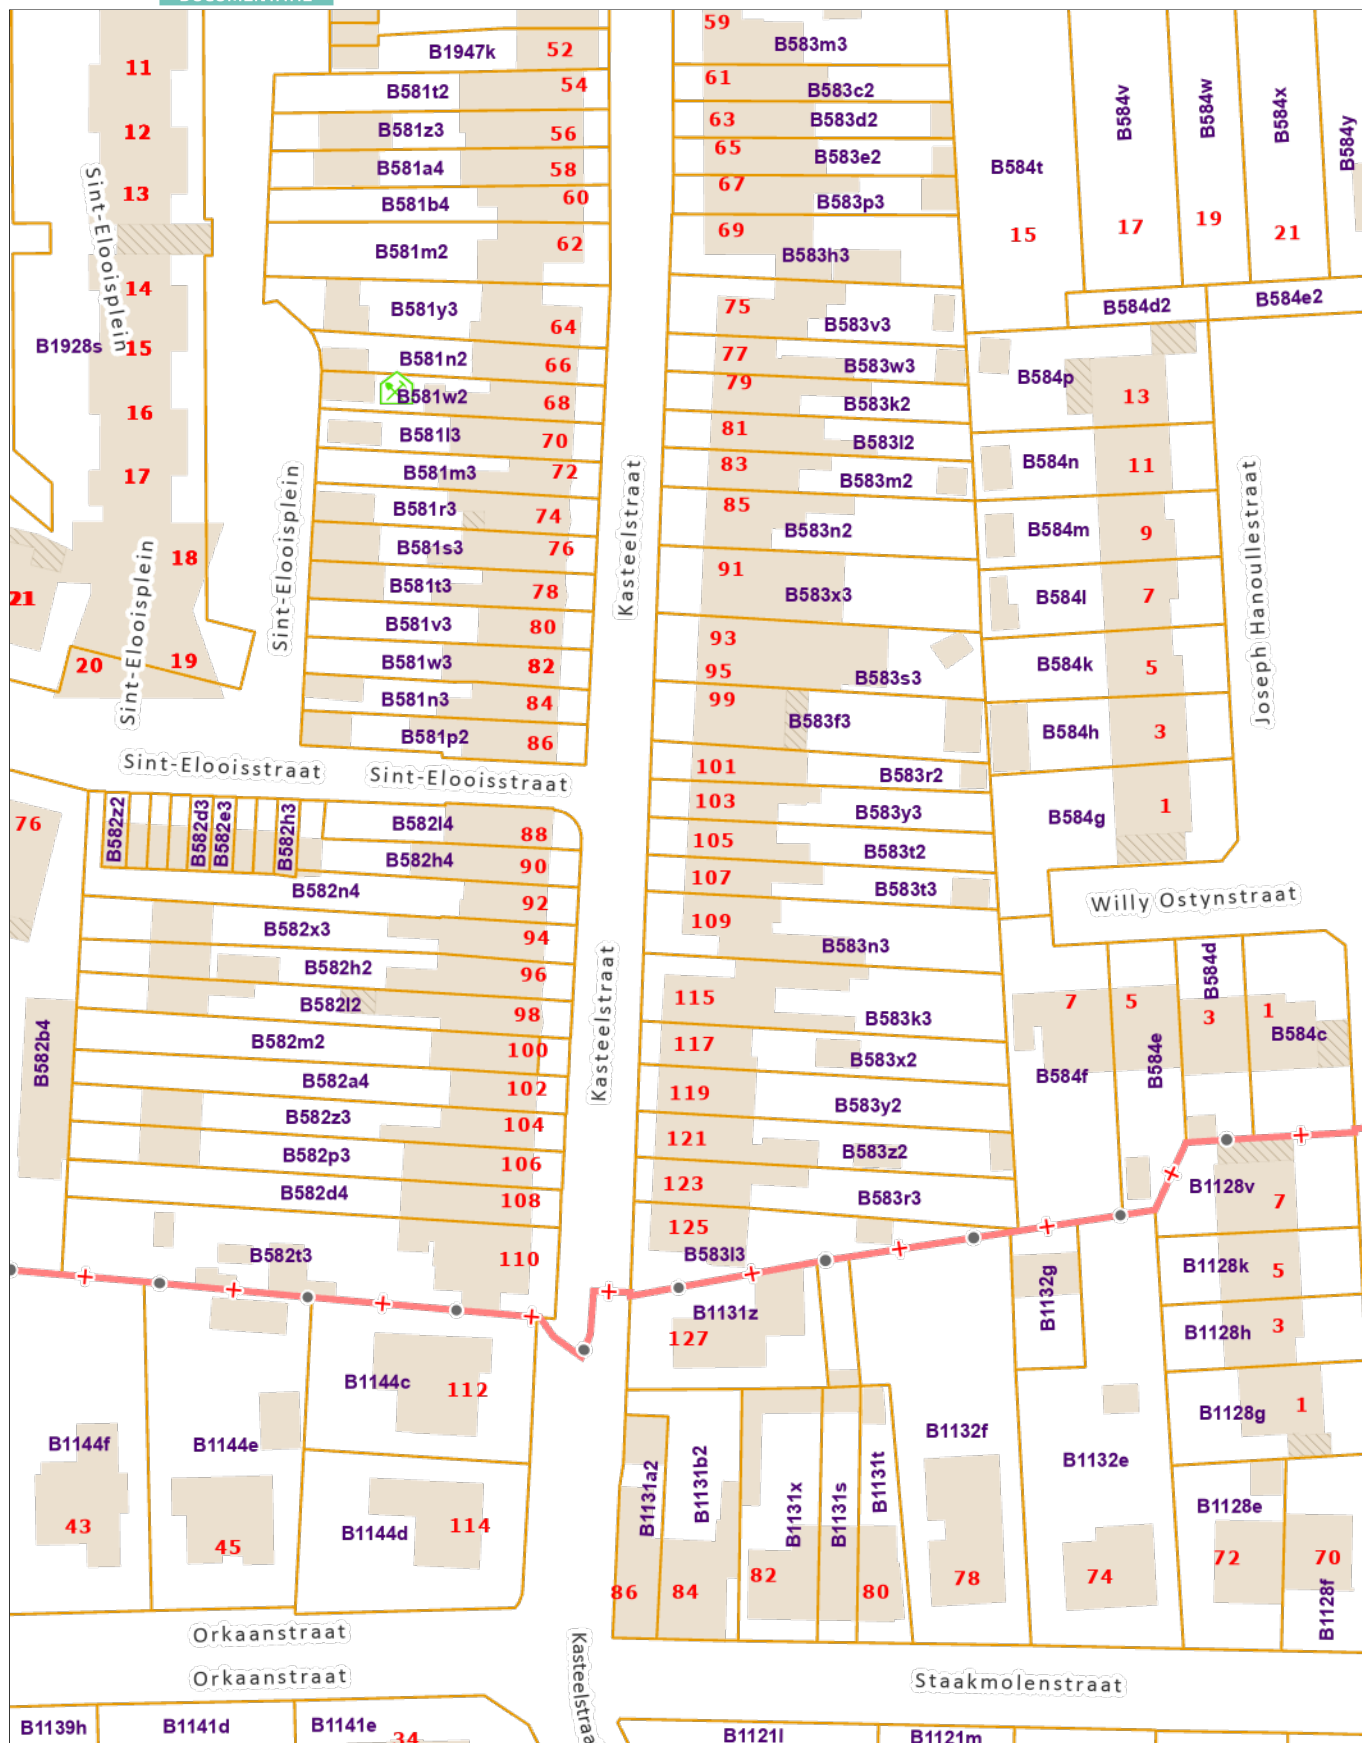 11
12
13
Sint-Elooisplein
14
15
16
17
B1928s
18
21
20
19
Sint-Elooisplein
Sint-Elooisplein
B1947k 52
B581t2 54
B581z3 56
B581a4 58
B581b4 60
B581m2 62
B581y3 64
B581n2 66
B581w2 68
B581l3 70
B581m3 72
B581r3 74
B581s3 76
B581t3 78
B581v3 80
B581w3 82
B581n3 84
B581p2 86
Kasteelstraat
59 B583m3
61 B583c2
63 B583d2
65 B583e2
67 B583p3
69 B583h3
75 B583v3
77 B583w3
79 B583k2
81 B583l2
83 B583m2
85 B583n2
91 B583x3
93
95 B583s3
99 B583f3
101 B583r2
103 B583y3
105 B583t2
107 B583t3
109 B583n3
115 B583k3
117 B583x2
119 B583y2
121 B583z2
123 B583r3
125 B583l3
B584t 15
B584v 17
B584w 19
B584x 21
B584y
B584d2
B584e2
B584p 13
B584n 11
B584m 9
B584l 7
B584k 5
B584h 3
B584g 1
Joseph Hanoullestraat
Willy Ostynstraat
Sint-Elooisstraat
Sint-Elooisstraat
76
B582z2
B582d3
B582e3
B582h3
B582l4 88
B582h4 90
B582n4 92
B582x3 94
B582h2 96
B582l2 98
B582m2 100
B582a4 102
B582z3 104
B582p3 106
B582d4 108
B582t3 110
B582b4
Kasteelstraat
7 B584f
5 B584e
B584d 3
1 B584c
B1128v 7
B1128k 5
B1128h 3
B1128g 1
B1128e 72
70 B1128f
B1132g
B1131z 127
B1144c 112
B1144d 114
B1144f 43
B1144e 45
B1131a2 86
B1131b2 84
B1131x 82
B1131s
B1131t 80
B1132f 78
B1132e 74
Orkaanstraat
Orkaanstraat
Staakmolenstraat
B1139h
B1141d
B1141e
34
B1121l
B1121m